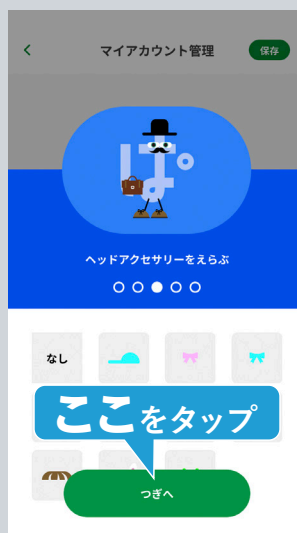 マイアカウント管理
保存
ぱ
ヘッドアクセサリーをえらぶ
なし
ここをタップ
つぎへ